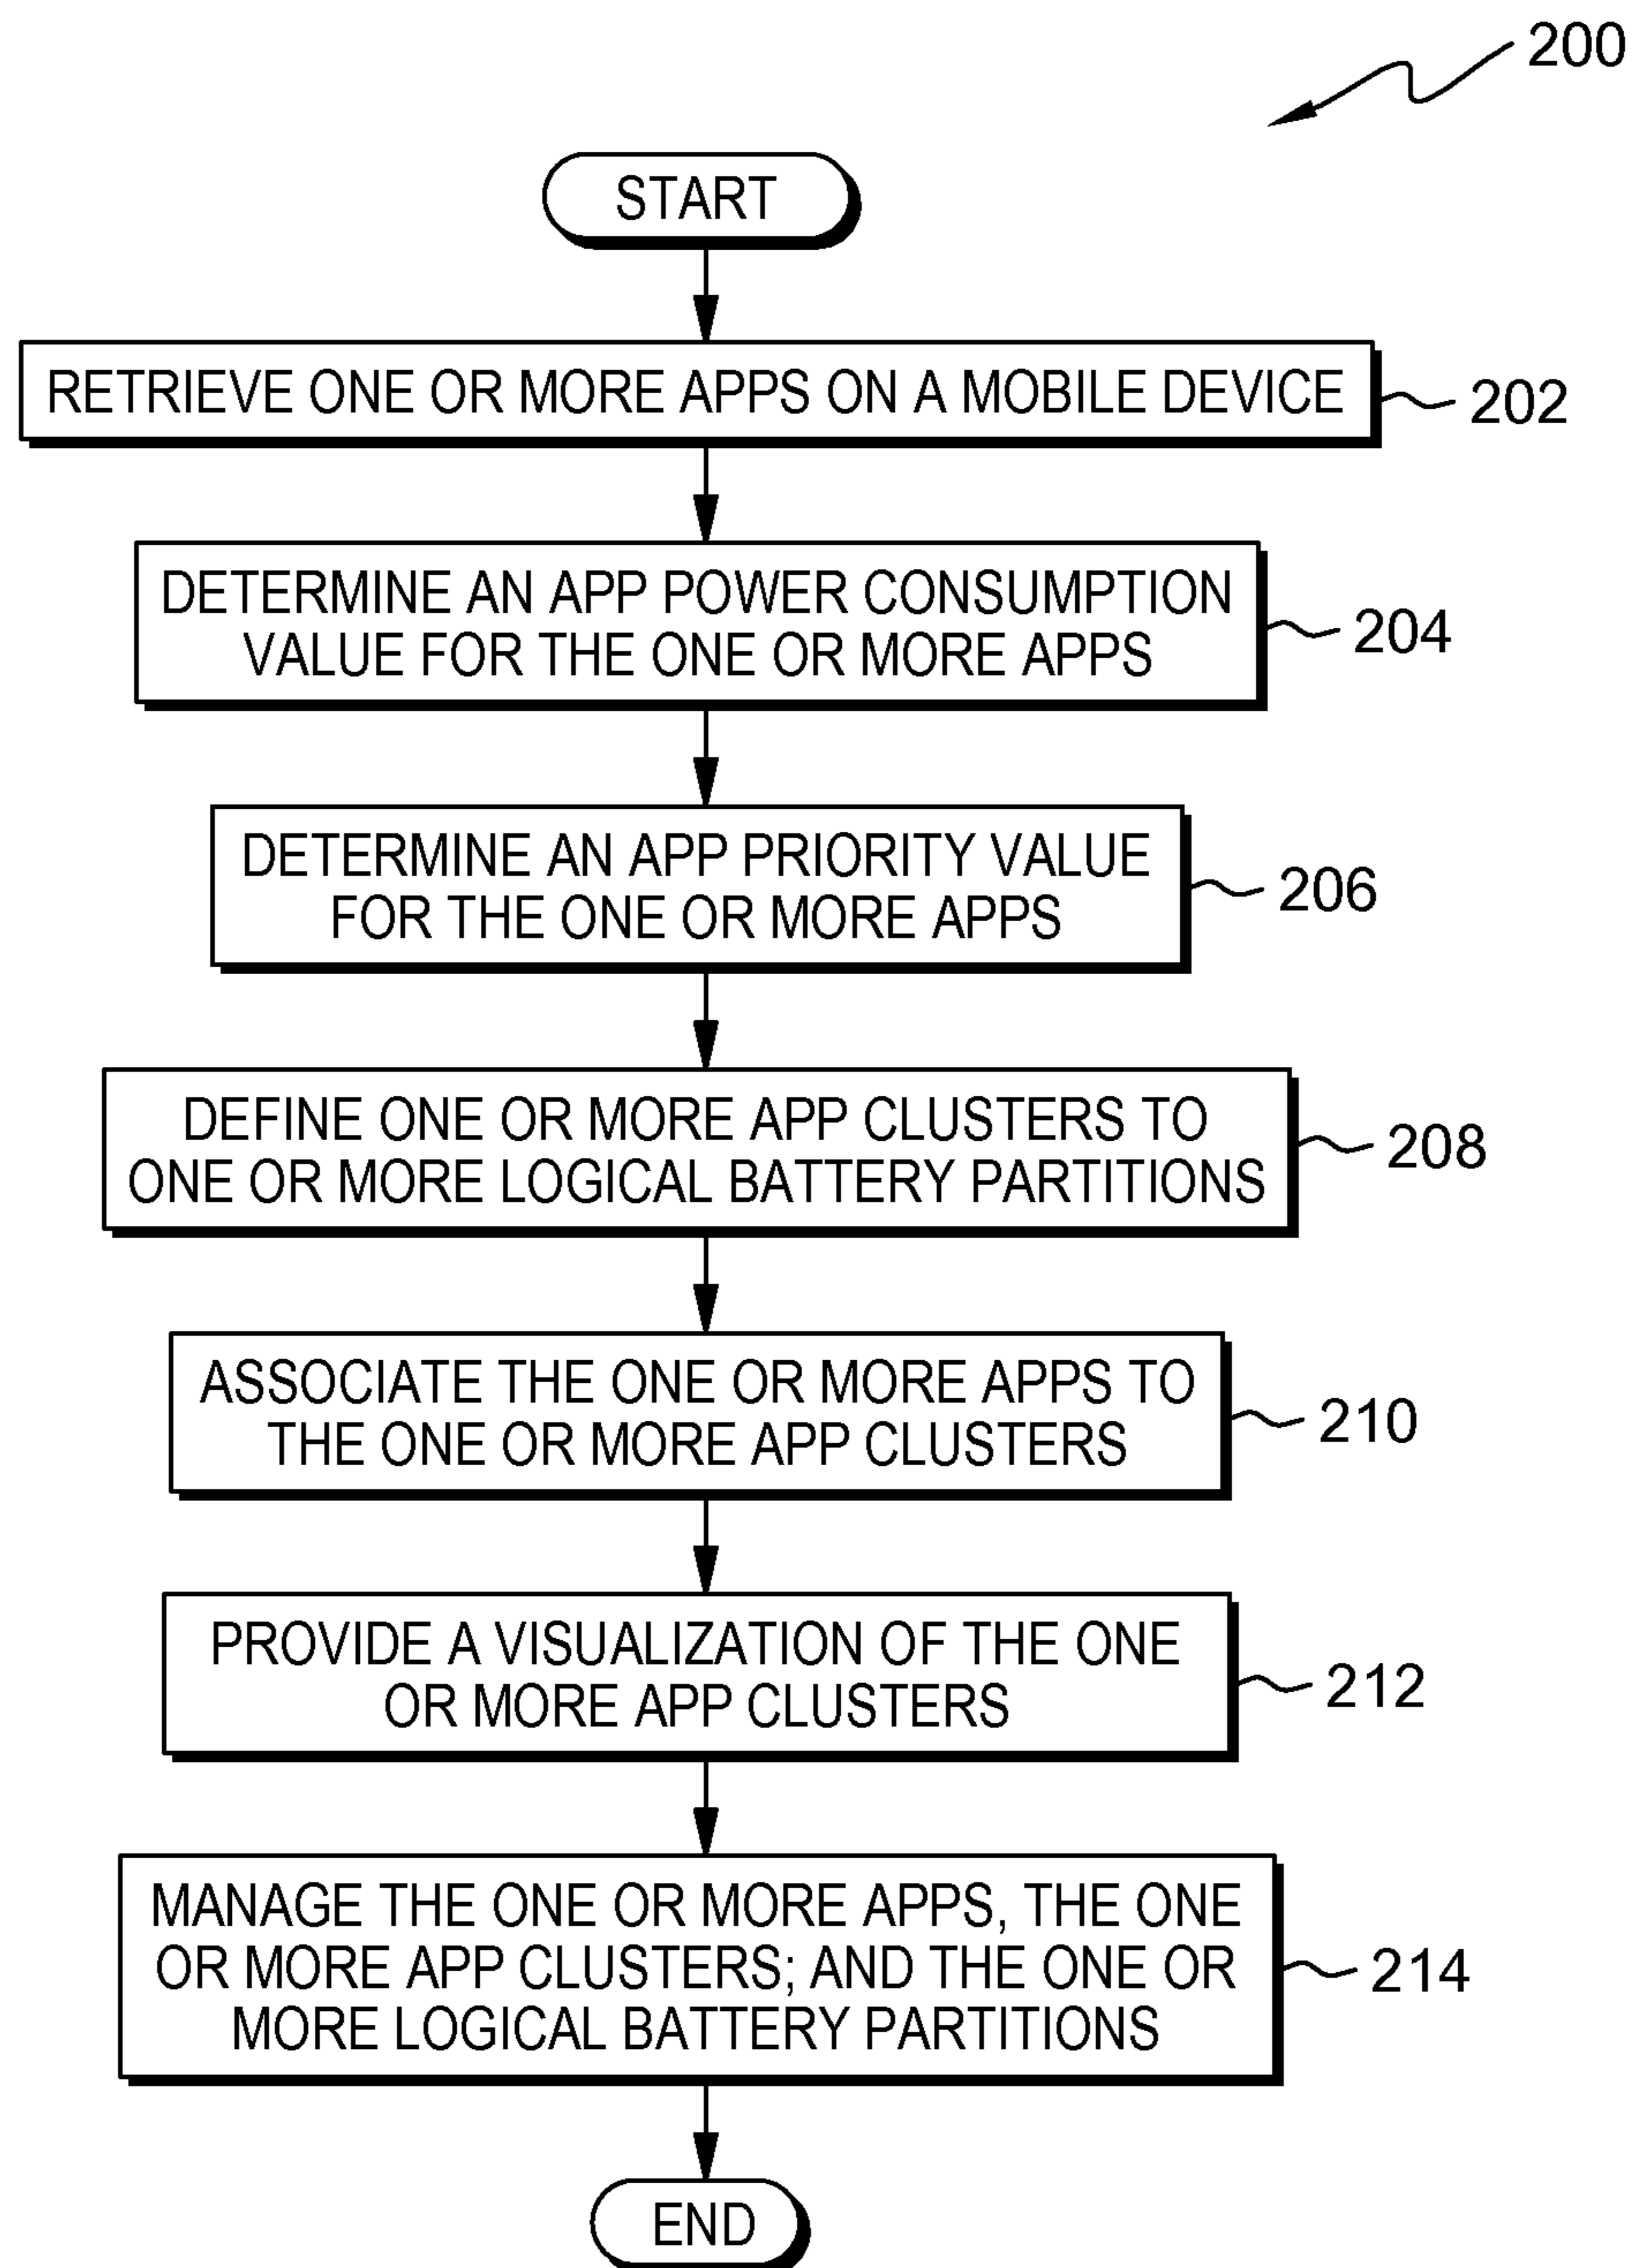 200
START
RETRIEVE ONE OR MORE APPS ON A MOBILE DEVICE
202
DETERMINE AN APP POWER CONSUMPTION
VALUE FOR THE ONE OR MORE APPS
204
DETERMINE AN APP PRIORITY VALUE
FOR THE ONE OR MORE APPS
206
DEFINE ONE OR MORE APP CLUSTERS TO
ONE OR MORE LOGICAL BATTERY PARTITIONS
208
ASSOCIATE THE ONE OR MORE APPS TO
THE ONE OR MORE APP CLUSTERS
210
PROVIDE A VISUALIZATION OF THE ONE
OR MORE APP CLUSTERS
212
MANAGE THE ONE OR MORE APPS, THE ONE
OR MORE APP CLUSTERS; AND THE ONE OR
MORE LOGICAL BATTERY PARTITIONS
214
END